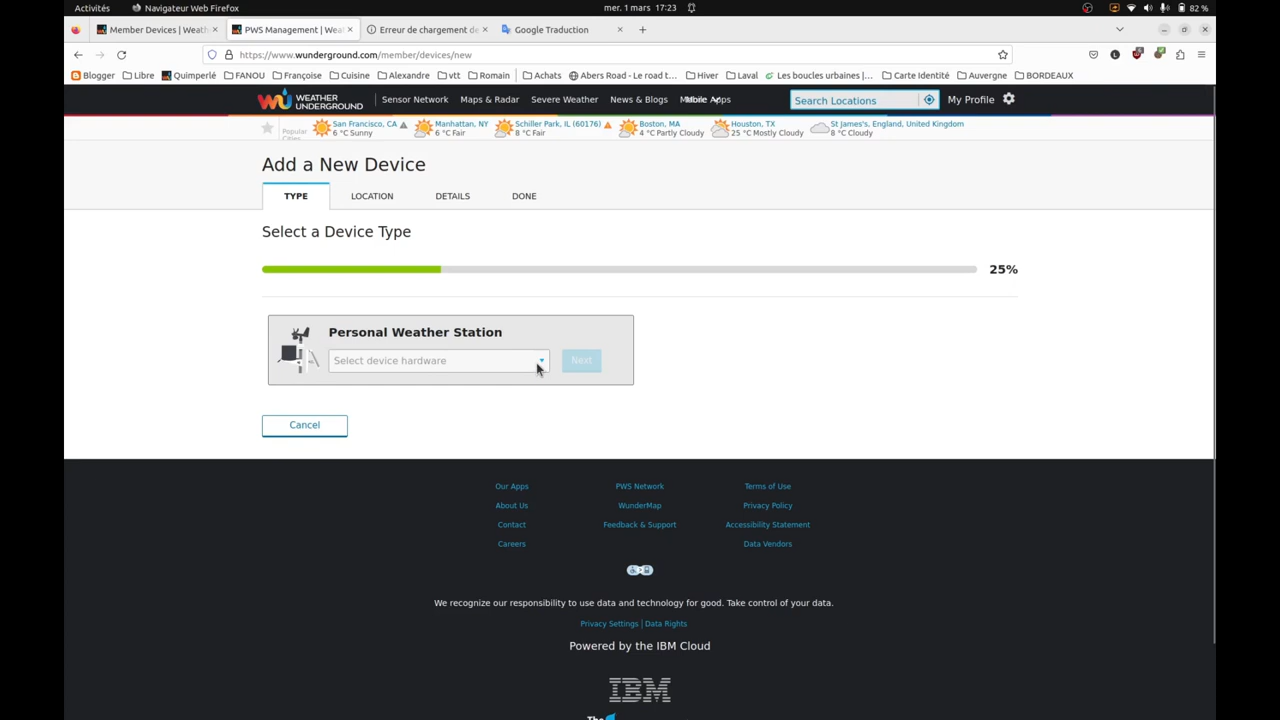 Activités
Navigateur Web Firefox
mer. 1 mars 17:23
82 %
Member Devices | Weath
PWS Management | Weat
Erreur de chargement de
Google Traduction
https://www.wunderground.com/member/devices/new
Blogger
Libre
Quimperlé
FANOU
Françoise
Cuisine
Alexandre
vtt
Romain
Achats
Abers Road - Le road t…
Hiver
Laval
Les boucles urbaines |…
Carte Identité
Auvergne
BORDEAUX
WEATHER
UNDERGROUND
Sensor Network
Maps & Radar
Severe Weather
News & Blogs
Mobile Apps
Search Locations
My Profile
Popular
Cities
San Francisco, CA
6 °C Sunny
Manhattan, NY
6 °C Fair
Schiller Park, IL (60176)
8 °C Fair
Boston, MA
4 °C Partly Cloudy
Houston, TX
25 °C Mostly Cloudy
St James's, England, United Kingdom
8 °C Cloudy
Add a New Device
TYPE
LOCATION
DETAILS
DONE
Select a Device Type
25%
Personal Weather Station
Select device hardware
Next
Cancel
Our Apps
PWS Network
Terms of Use
About Us
WunderMap
Privacy Policy
Contact
Feedback & Support
Accessibility Statement
Careers
Data Vendors
We recognize our responsibility to use data and technology for good. Take control of your data.
Privacy Settings | Data Rights
Powered by the IBM Cloud
IBM
The